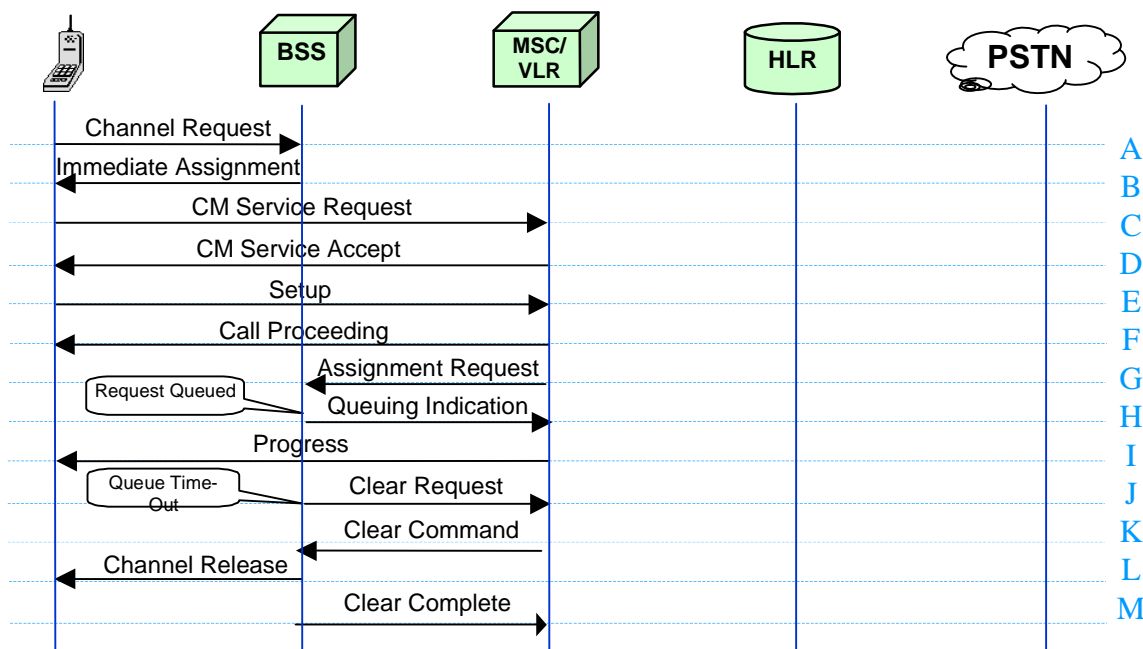 BSS
MSC/
VLR
HLR
PSTN
Channel Request
A
Immediate Assignment
B
CM Service Request
C
CM Service Accept
D
Setup
E
Call Proceeding
F
Assignment Request
G
Request Queued
Queuing Indication
H
Progress
I
Queue Time-
Out
Clear Request
J
Clear Command
K
Channel Release
L
Clear Complete
M